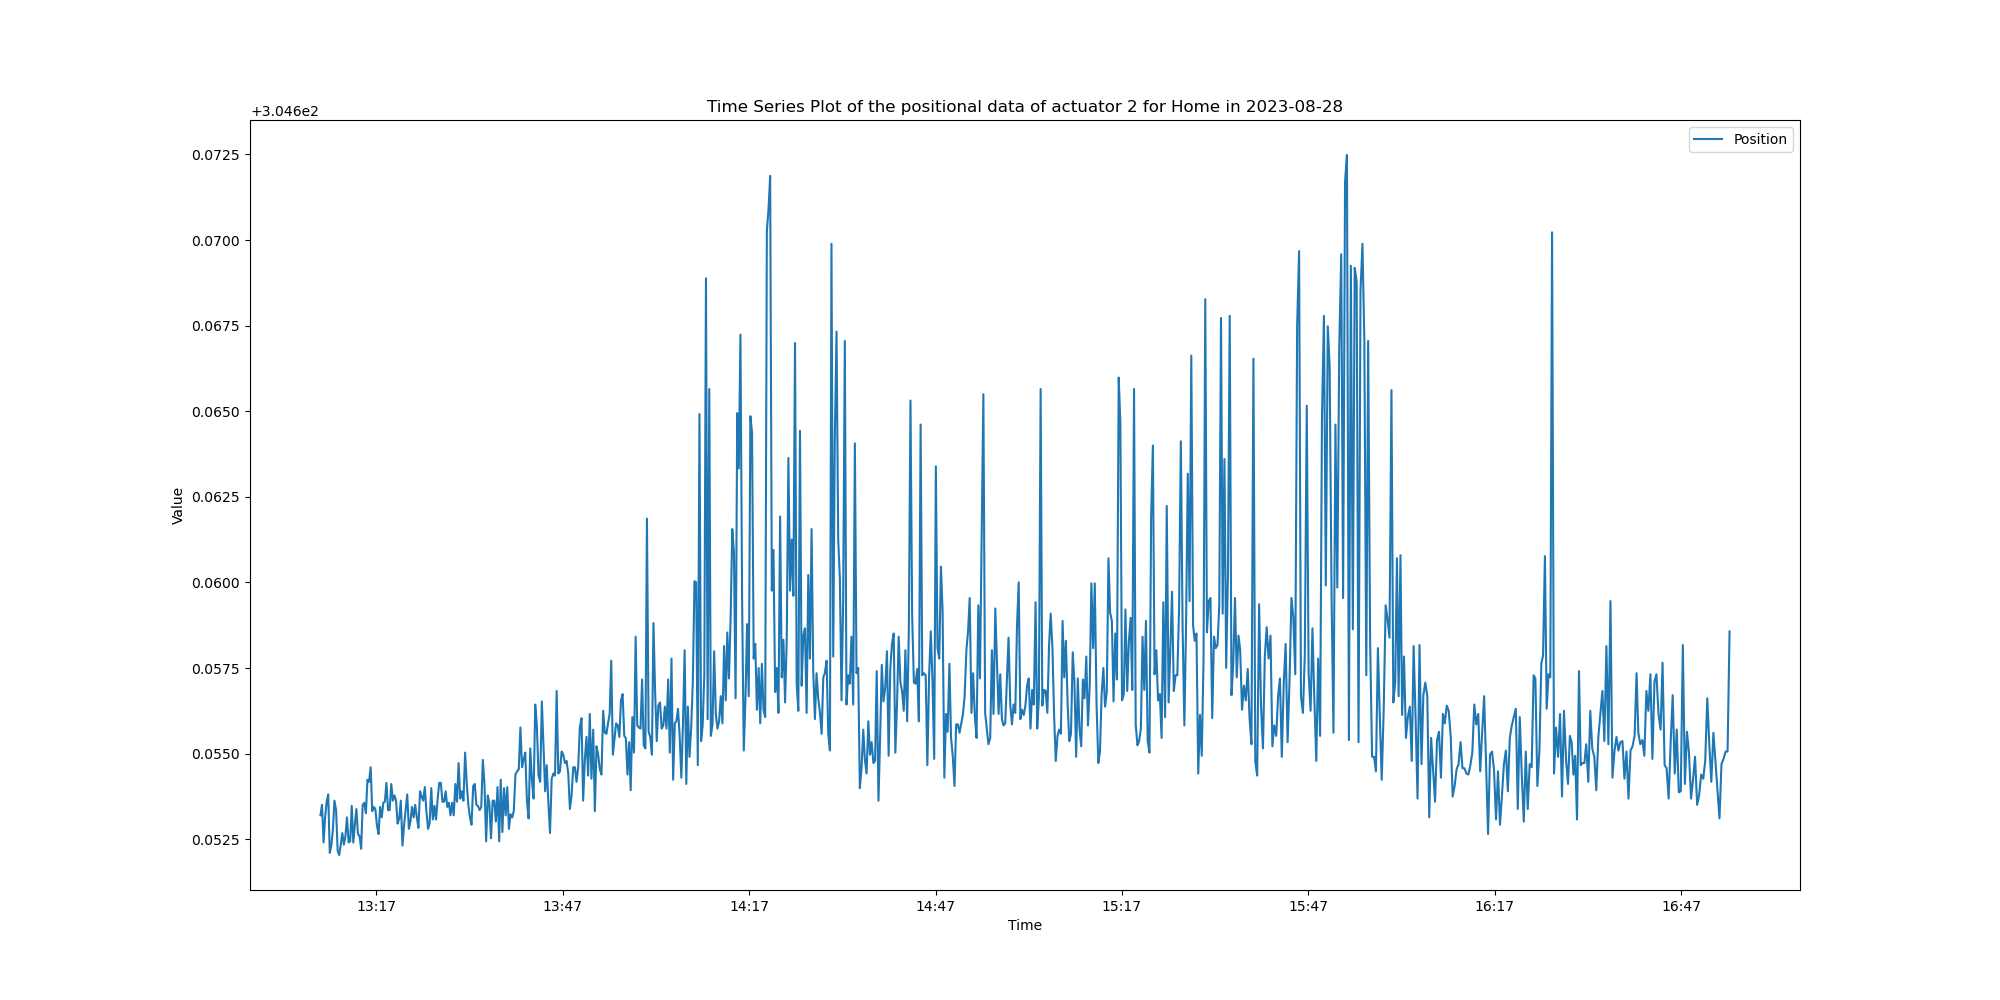 Time Series Plot of the positional data of actuator 2 for Home in 2023-08-28
+3.046e2
Position
0.0725
0.0700
0.0675
0.0650
0.0625
0.0600
0.0575
0.0550
0.0525
Value
13:17 13:47 14:17 14:47 15:17 15:47 16:17 16:47
Time